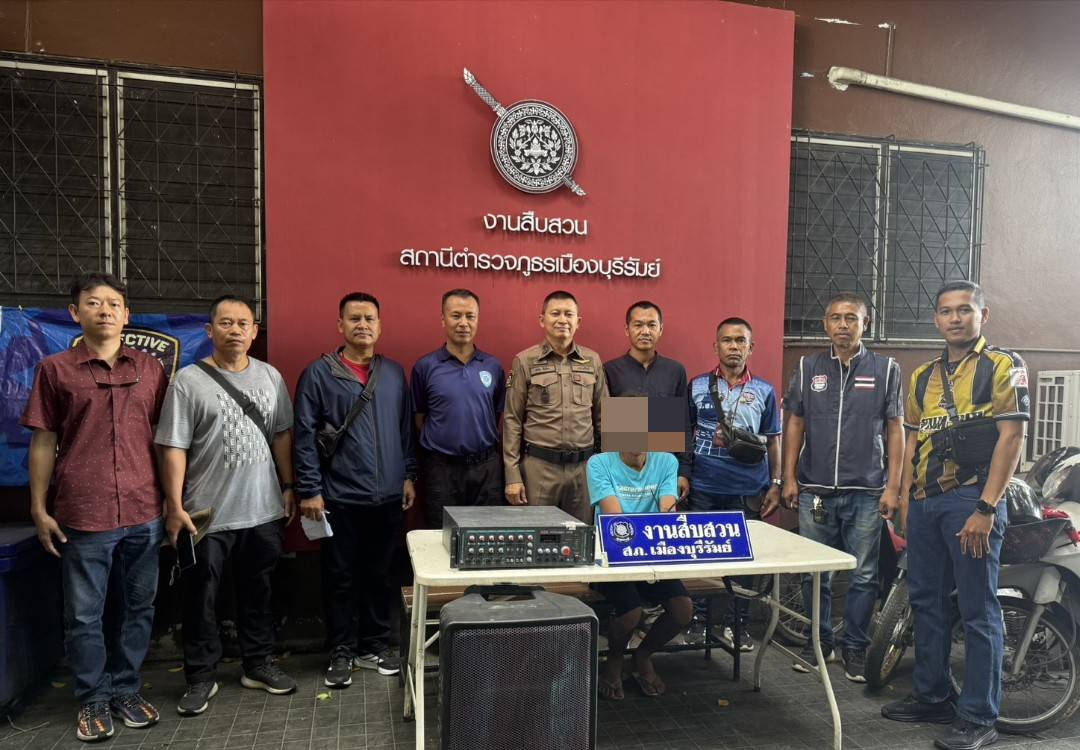 งานสืบสวน
สถานีตำรวจภูธรเมืองบุรีรัมย์
งานสืบสวน
สภ.เมืองบุรีรัมย์